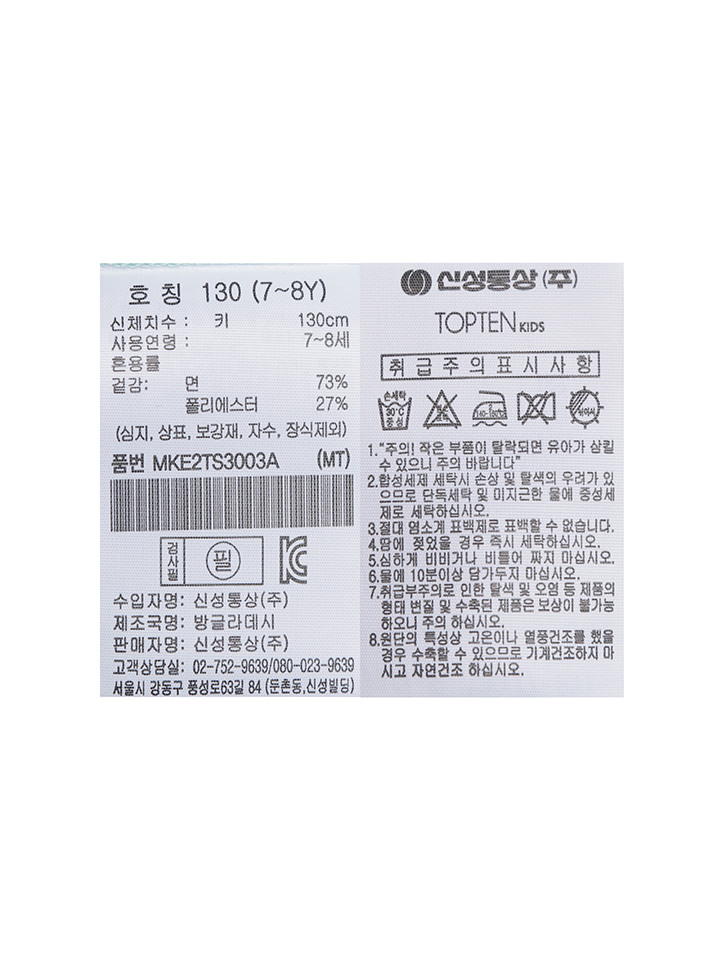 호 칭 130 (7~8Y)
신체치수 : 키 130cm
사용연령 : 7~8세
혼용률
겉감: 면 73%
폴리에스터 27%
(심지, 상표, 보강재, 자수, 장식제외)
품번 MKE2TS3003A (MT)
검사필 필
수입자명: 신성통상(주)
제조국명: 방글라데시
판매자명: 신성통상(주)
고객상담실: 02-752-9639/080-023-9639
서울시 강동구 풍성로63길 84 (둔촌동,신성빌딩)
신성통상(주)
TOPTEN KIDS
취급주의표시사항
손세탁 30℃ 중성 140~160℃
1."주의! 작은 부품이 탈락되면 유아가 삼킬
수 있으니 주의 바랍니다"
2.합성세제 세탁시 손상 및 탈색의 우려가 있
으므로 단독세탁 및 미지근한 물에 중성세
제로 세탁하십시오.
3.절대 염소계 표백제로 표백할 수 없습니다.
4.땀에 젖었을 경우 즉시 세탁하십시오.
5.심하게 비비거나 비틀어 짜지 마십시오.
6.물에 10분이상 담가두지 마십시오.
7.취급부주의로 인한 탈색 및 오염 등 제품의
형태 변질 및 수축된 제품은 보상이 불가능
하오니 주의 하십시오.
8.원단의 특성상 고온이나 열풍건조를 했을
경우 수축할 수 있으므로 기계건조하지 마
시고 자연건조 하십시오.